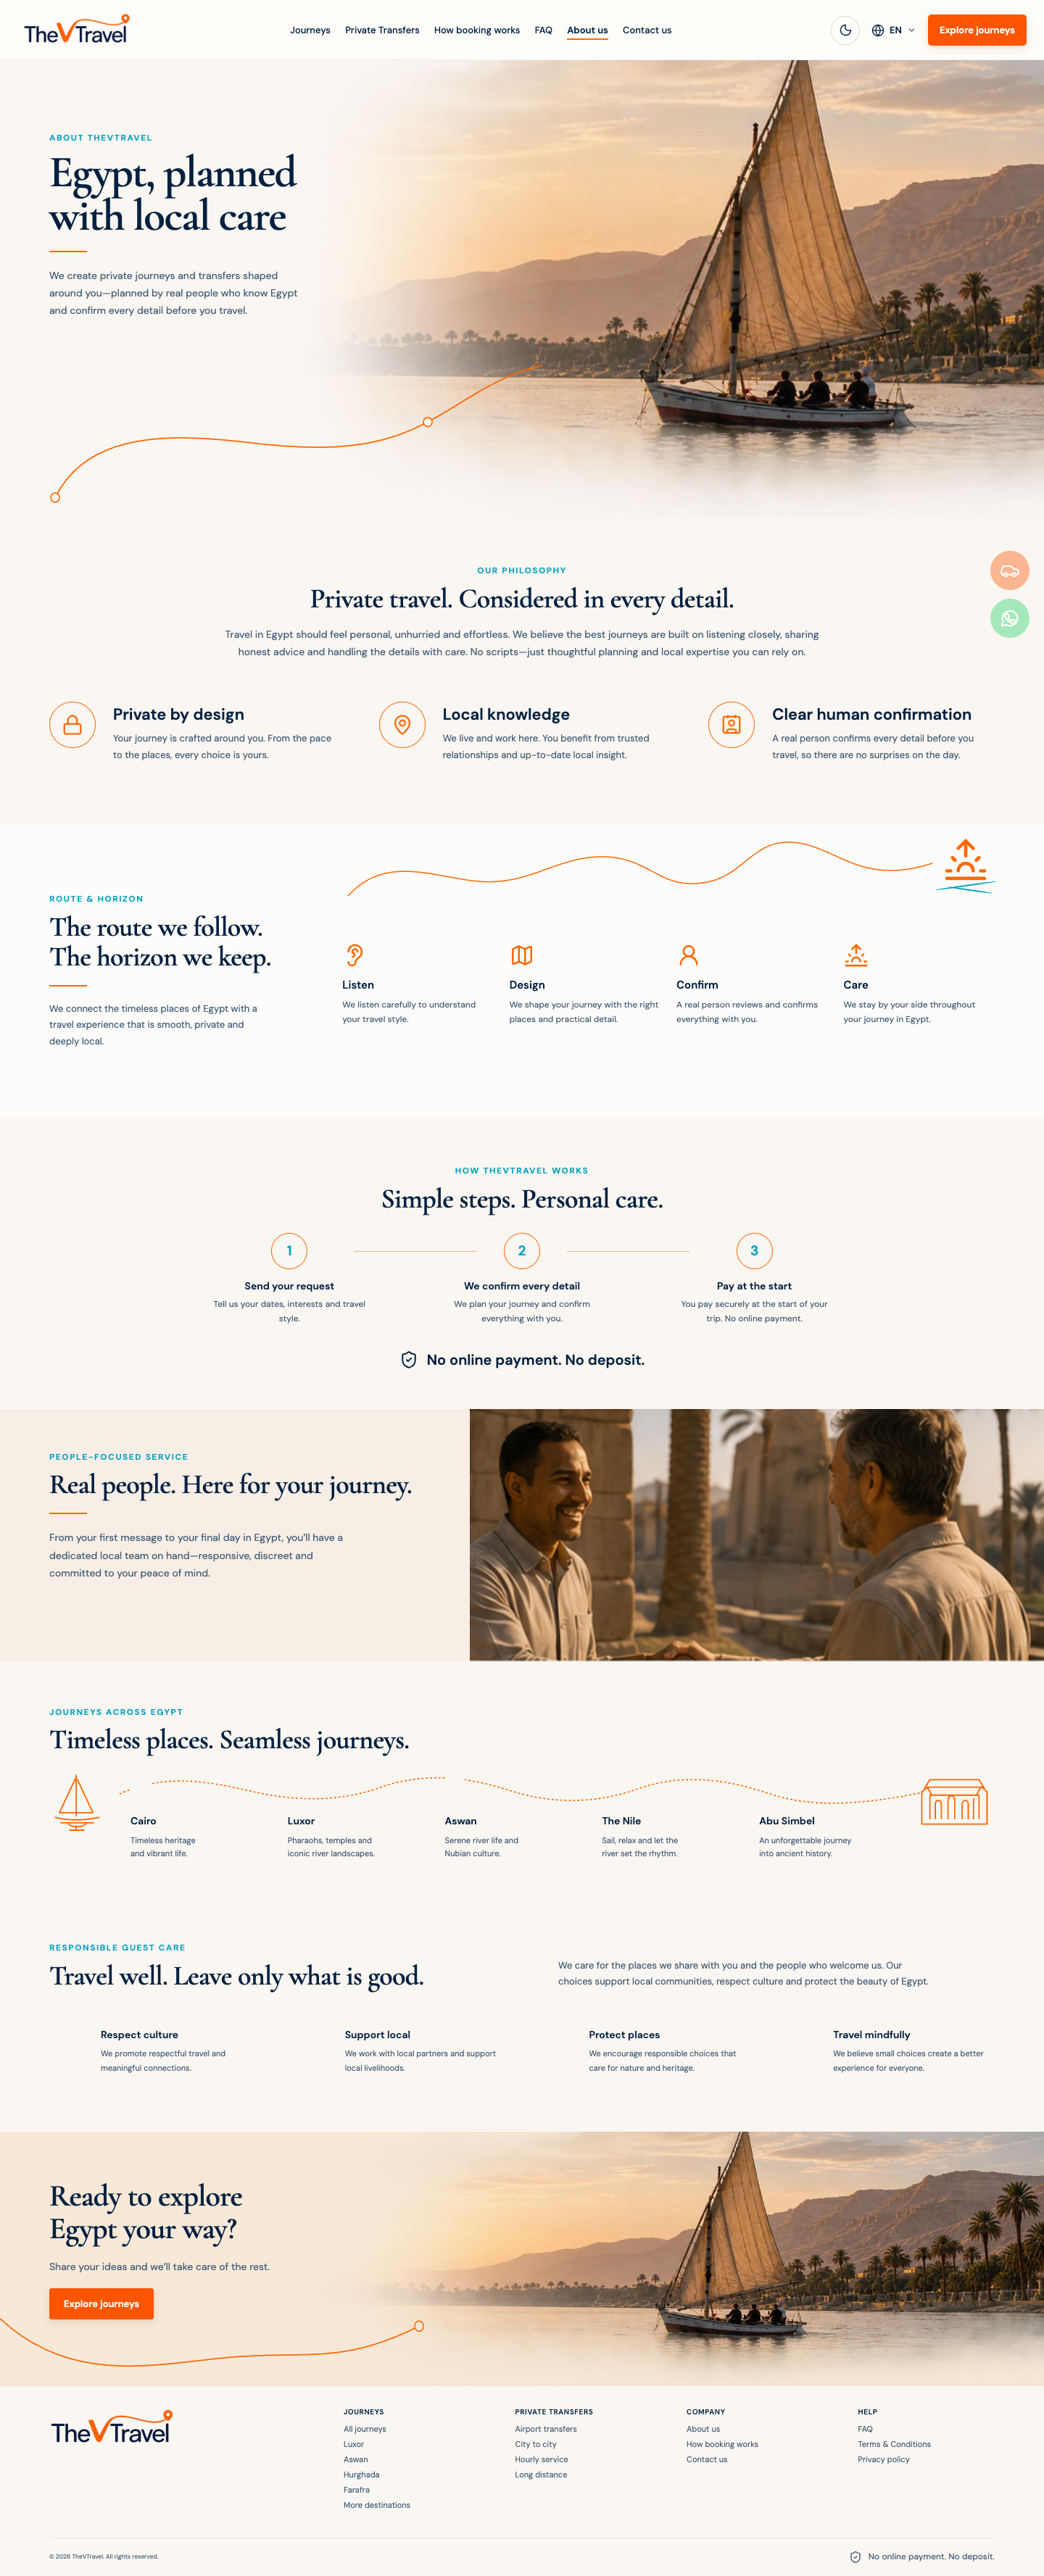 TheVTravel
Journeys
Private Transfers
How booking works
FAQ
About us
Contact us
EN
Explore journeys
ABOUT THEVTRAVEL
Egypt, planned
with local care
We create private journeys and transfers shaped
around you—planned by real people who know Egypt
and confirm every detail before you travel.
OUR PHILOSOPHY
Private travel. Considered in every detail.
Travel in Egypt should feel personal, unhurried and effortless. We believe the best journeys are built on listening closely, sharing
honest advice and handling the details with care. No scripts—just thoughtful planning and local expertise you can rely on.
Private by design
Your journey is crafted around you. From the pace
to the places, every choice is yours.
Local knowledge
We live and work here. You benefit from trusted
relationships and up-to-date local insight.
Clear human confirmation
A real person confirms every detail before you
travel, so there are no surprises on the day.
ROUTE & HORIZON
The route we follow.
The horizon we keep.
We connect the timeless places of Egypt with a
travel experience that is smooth, private and
deeply local.
Listen
We listen carefully to understand
your travel style.
Design
We shape your journey with the right
places and practical detail.
Confirm
A real person reviews and confirms
everything with you.
Care
We stay by your side throughout
your journey in Egypt.
HOW THEVTRAVEL WORKS
Simple steps. Personal care.
1
Send your request
Tell us your dates, interests and travel
style.
2
We confirm every detail
We plan your journey and confirm
everything with you.
3
Pay at the start
You pay securely at the start of your
trip. No online payment.
No online payment. No deposit.
PEOPLE-FOCUSED SERVICE
Real people. Here for your journey.
From your first message to your final day in Egypt, you'll have a
dedicated local team on hand—responsive, discreet and
committed to your peace of mind.
JOURNEYS ACROSS EGYPT
Timeless places. Seamless journeys.
Cairo
Timeless heritage
and vibrant life.
Luxor
Pharaohs, temples and
iconic river landscapes.
Aswan
Serene river life and
Nubian culture.
The Nile
Sail, relax and let the
river set the rhythm.
Abu Simbel
An unforgettable journey
into ancient history.
RESPONSIBLE GUEST CARE
Travel well. Leave only what is good.
We care for the places we share with you and the people who welcome us. Our
choices support local communities, respect culture and protect the beauty of Egypt.
Respect culture
We promote respectful travel and
meaningful connections.
Support local
We work with local partners and support
local livelihoods.
Protect places
We encourage responsible choices that
care for nature and heritage.
Travel mindfully
We believe small choices create a better
experience for everyone.
Ready to explore
Egypt your way?
Share your ideas and we'll take care of the rest.
Explore journeys
TheVTravel
JOURNEYS
All journeys
Luxor
Aswan
Hurghada
Farafra
More destinations
PRIVATE TRANSFERS
Airport transfers
City to city
Hourly service
Long distance
COMPANY
About us
How booking works
Contact us
HELP
FAQ
Terms & Conditions
Privacy policy
© 2026 TheVTravel. All rights reserved.
No online payment. No deposit.